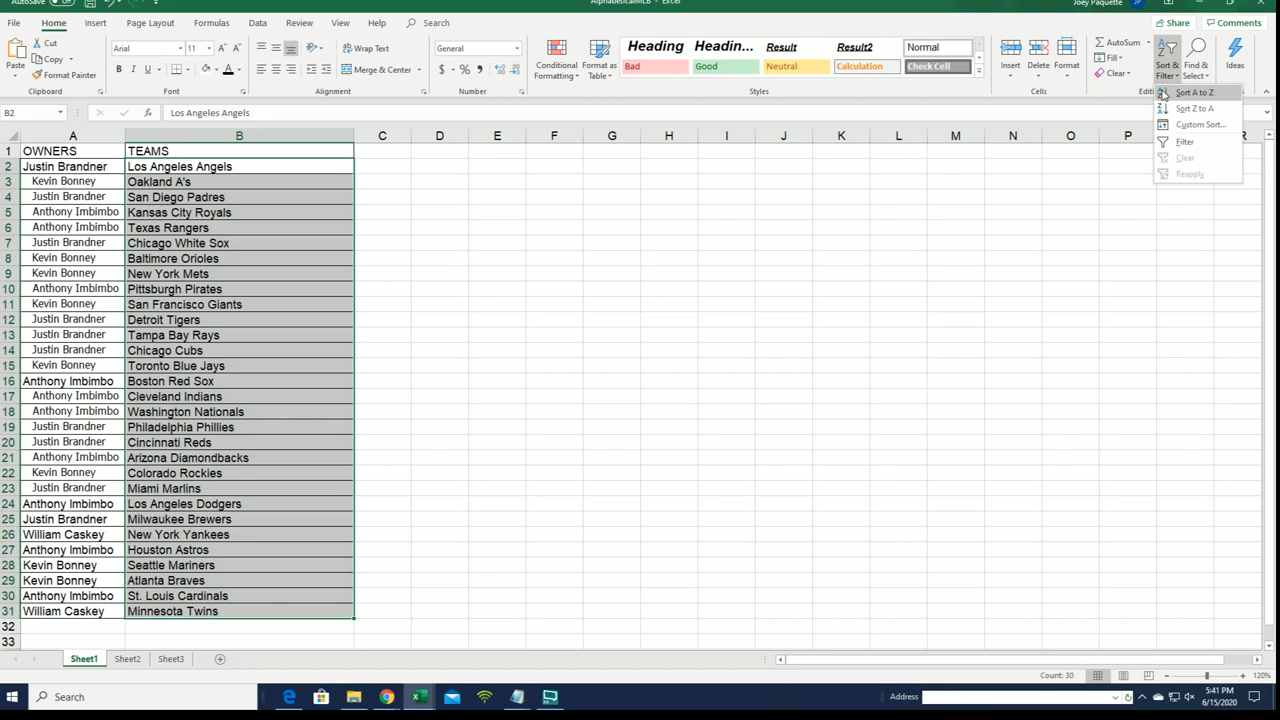 AutoSave
AlphabeticalMLB - Excel
Joey Paquette
JP
File Home Insert Page Layout Formulas Data Review View Help Search Share Comments
Paste
Cut
Copy
Format Painter
Clipboard
Arial 11
B I U
Font
Wrap Text
Merge & Center
Alignment
General
$ % ,
Number
Conditional Formatting
Format as Table
Heading Headin... Result Result2 Normal
Bad Good Neutral Calculation Check Cell
Styles
Insert Delete Format
Cells
AutoSum
Fill
Clear
Sort & Filter
Find & Select
Ideas
Sort A to Z
Sort Z to A
Custom Sort...
Filter
Clear
Reapply
B2 fx Los Angeles Angels
A B C D E F G H I J K L M N O P R
1 OWNERS TEAMS
2 Justin Brandner Los Angeles Angels
3 Kevin Bonney Oakland A's
4 Justin Brandner San Diego Padres
5 Anthony Imbimbo Kansas City Royals
6 Anthony Imbimbo Texas Rangers
7 Justin Brandner Chicago White Sox
8 Kevin Bonney Baltimore Orioles
9 Kevin Bonney New York Mets
10 Anthony Imbimbo Pittsburgh Pirates
11 Kevin Bonney San Francisco Giants
12 Justin Brandner Detroit Tigers
13 Justin Brandner Tampa Bay Rays
14 Justin Brandner Chicago Cubs
15 Kevin Bonney Toronto Blue Jays
16 Anthony Imbimbo Boston Red Sox
17 Anthony Imbimbo Cleveland Indians
18 Anthony Imbimbo Washington Nationals
19 Justin Brandner Philadelphia Phillies
20 Justin Brandner Cincinnati Reds
21 Anthony Imbimbo Arizona Diamondbacks
22 Kevin Bonney Colorado Rockies
23 Justin Brandner Miami Marlins
24 Anthony Imbimbo Los Angeles Dodgers
25 Justin Brandner Milwaukee Brewers
26 William Caskey New York Yankees
27 Anthony Imbimbo Houston Astros
28 Kevin Bonney Seattle Mariners
29 Kevin Bonney Atlanta Braves
30 Anthony Imbimbo St. Louis Cardinals
31 William Caskey Minnesota Twins
32
33
Sheet1 Sheet2 Sheet3
Count: 30
120%
Search
Address
5:41 PM
6/15/2020